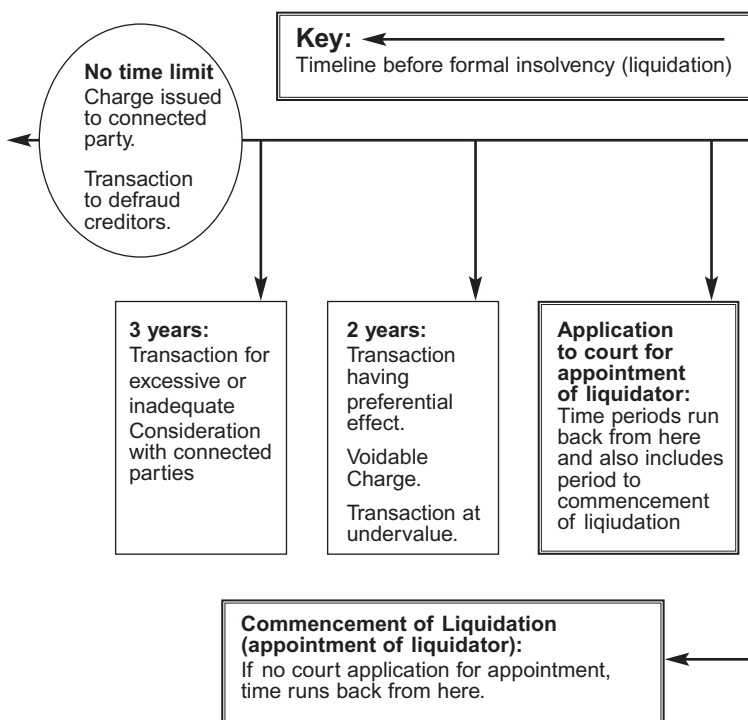 Key:
Timeline before formal insolvency (liquidation)
No time limit
Charge issued
to connected
party.
Transaction
to defraud
creditors.
3 years:
Transaction for
excessive or
inadequate
Consideration
with connected
parties
2 years:
Transaction
having
preferential
effect.
Voidable
Charge.
Transaction at
undervalue.
Application
to court for
appointment
of liquidator:
Time periods run
back from here
and also includes
period to
commencement
of liqiudation
Commencement of Liquidation
(appointment of liquidator):
If no court application for appointment,
time runs back from here.